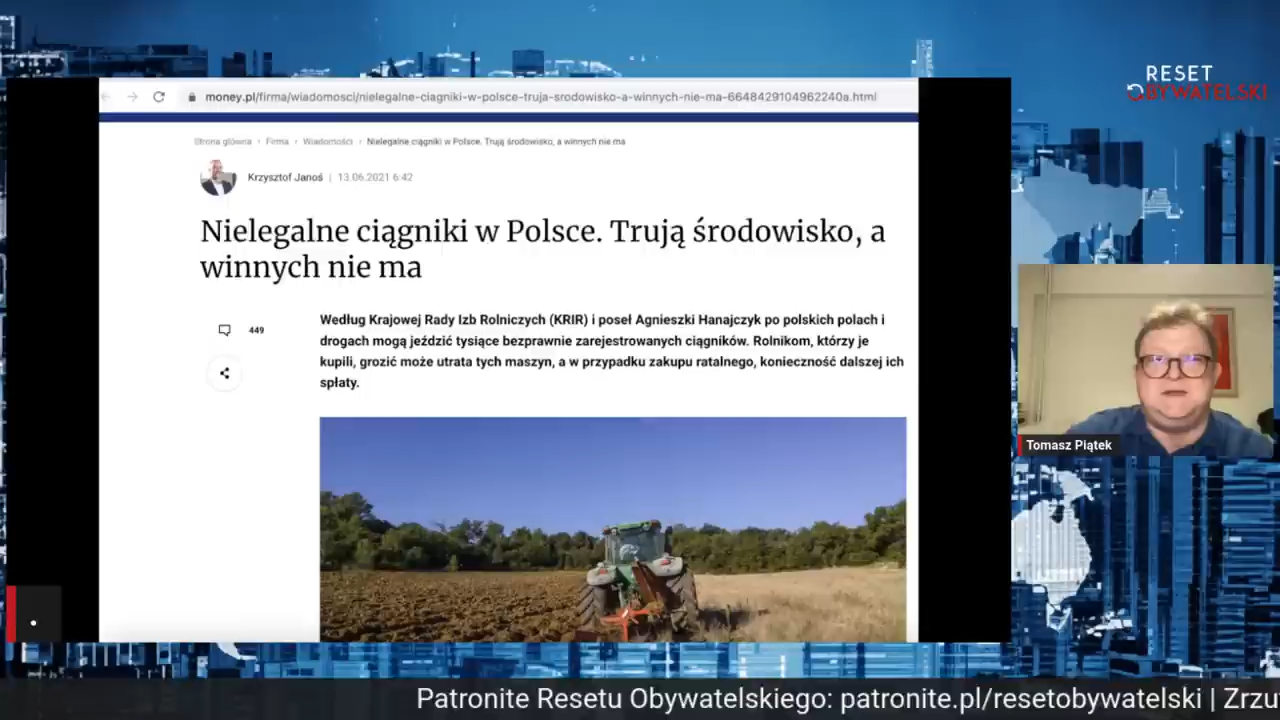 RESET
OBYWATELSKI
money.pl/firma/wiadomosci/nielegalne-ciagniki-w-polsce-truja-srodowisko-a-winnych-nie-ma-6648429104962240a.html
Strona główna › Firma › Wiadomości › Nielegalne ciągniki w Polsce. Trują środowisko, a winnych nie ma
Krzysztof Janoś | 13.06.2021 6:42
Nielegalne ciągniki w Polsce. Trują środowisko, a
winnych nie ma
449
Według Krajowej Rady Izb Rolniczych (KRIR) i poseł Agnieszki Hanajczyk po polskich polach i
drogach mogą jeździć tysiące bezprawnie zarejestrowanych ciągników. Rolnikom, którzy je
kupili, grozić może utrata tych maszyn, a w przypadku zakupu ratalnego, konieczność dalszej ich
spłaty.
Tomasz Piątek
Patronite Resetu Obywatelskiego: patronite.pl/resetobywatelski | Zrzu